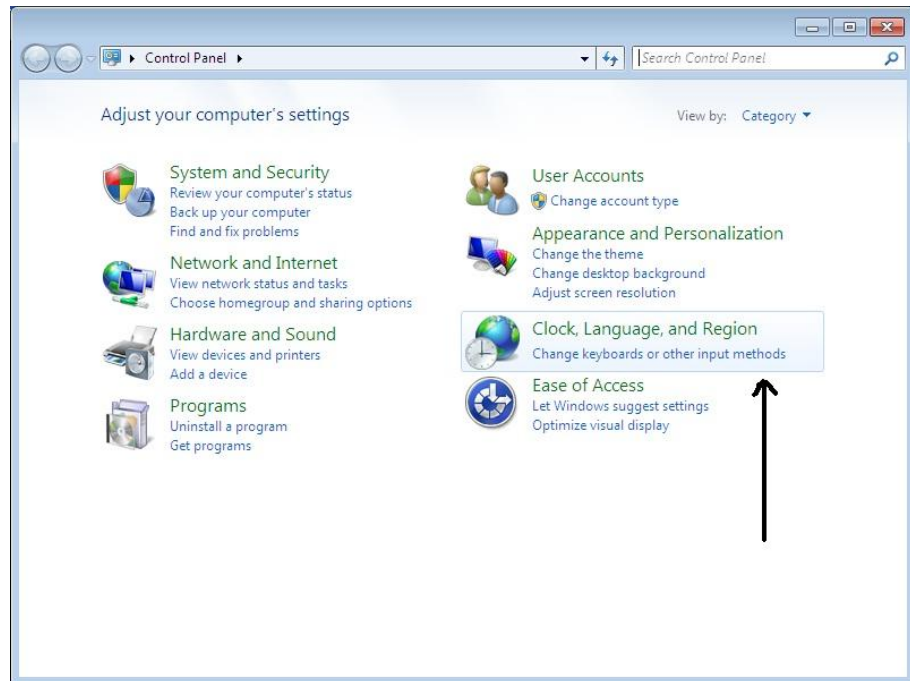 Control Panel
Search Control Panel
Adjust your computer's settings
View by: Category
System and Security
Review your computer's status
Back up your computer
Find and fix problems
Network and Internet
View network status and tasks
Choose homegroup and sharing options
Hardware and Sound
View devices and printers
Add a device
Programs
Uninstall a program
Get programs
User Accounts
Change account type
Appearance and Personalization
Change the theme
Change desktop background
Adjust screen resolution
Clock, Language, and Region
Change keyboards or other input methods
Ease of Access
Let Windows suggest settings
Optimize visual display